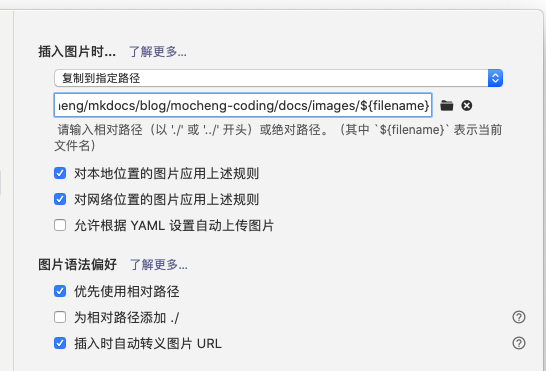 插入图片时... 了解更多...
复制到指定路径
eng/mkdocs/blog/mocheng-coding/docs/images/${filename}
请输入相对路径（以 './' 或 '../' 开头）或绝对路径。（其中 `${filename}` 表示当前
文件名）
对本地位置的图片应用上述规则
对网络位置的图片应用上述规则
允许根据 YAML 设置自动上传图片
图片语法偏好 了解更多...
优先使用相对路径
为相对路径添加 ./
插入时自动转义图片 URL